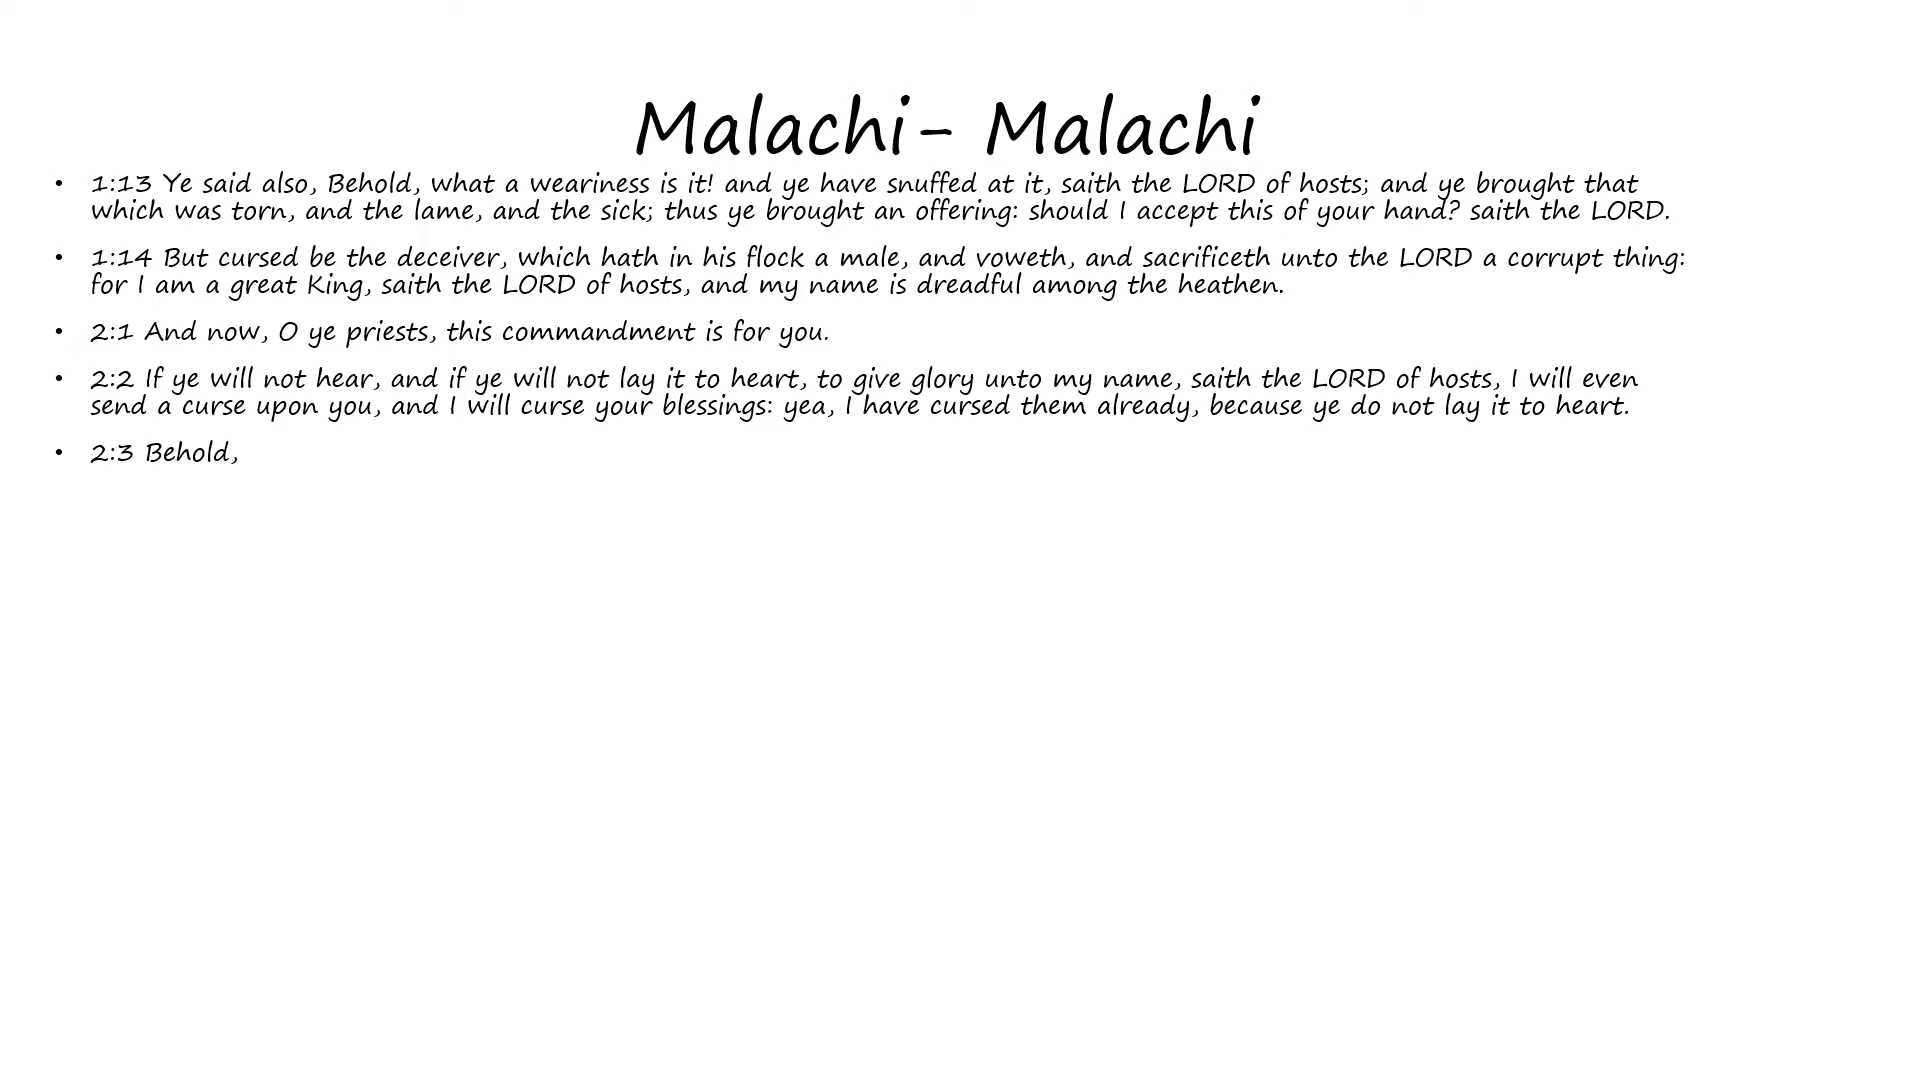 Malachi- Malachi
• 1:13 Ye said also, Behold, what a weariness is it! and ye have snuffed at it, saith the LORD of hosts; and ye brought that
which was torn, and the lame, and the sick; thus ye brought an offering: should I accept this of your hand? saith the LORD.
• 1:14 But cursed be the deceiver, which hath in his flock a male, and voweth, and sacrificeth unto the LORD a corrupt thing:
for I am a great King, saith the LORD of hosts, and my name is dreadful among the heathen.
• 2:1 And now, O ye priests, this commandment is for you.
• 2:2 If ye will not hear, and if ye will not lay it to heart, to give glory unto my name, saith the LORD of hosts, I will even
send a curse upon you, and I will curse your blessings: yea, I have cursed them already, because ye do not lay it to heart.
• 2:3 Behold,